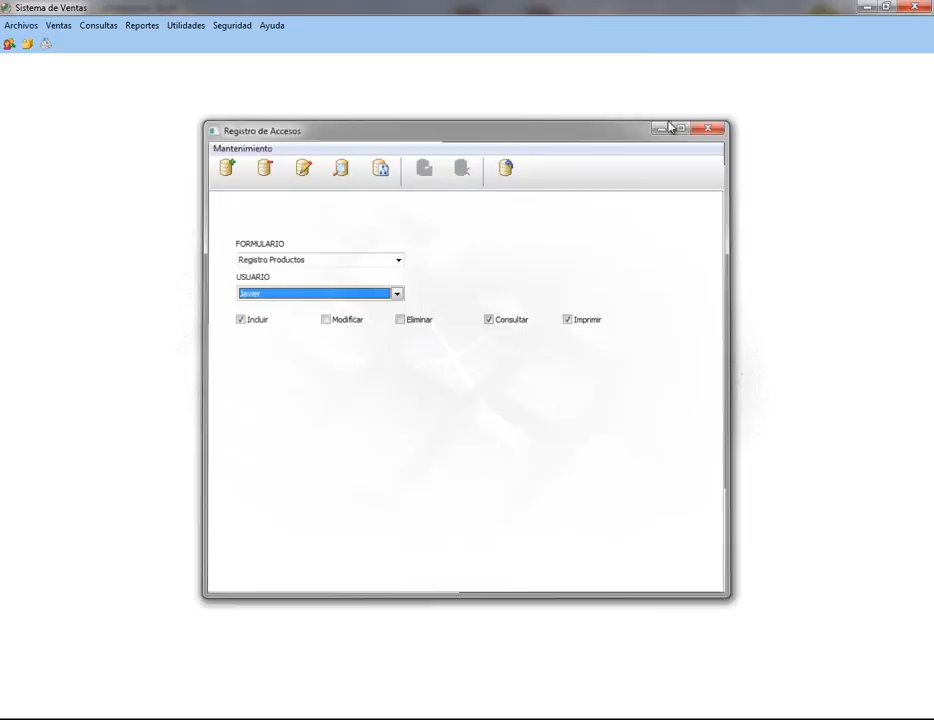 Sistema de Ventas
Archivos Ventas Consultas Reportes Utilidades Seguridad Ayuda
Registro de Accesos
Mantenimiento
FORMULARIO
Registro Productos
USUARIO
Javier
Incluir Modificar Eliminar Consultar Imprimir